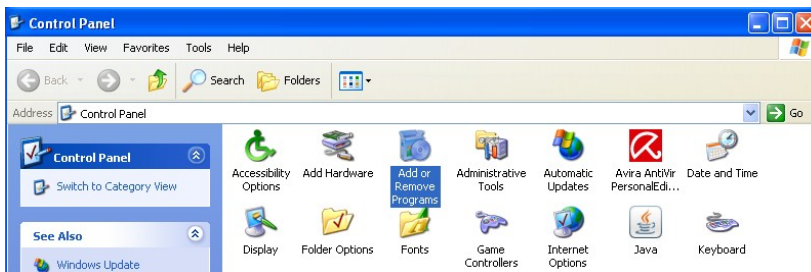 Control Panel
File Edit View Favorites Tools Help
Back Search Folders
Address Control Panel Go
Control Panel
Switch to Category View
See Also
Windows Update
Accessibility Options
Add Hardware
Add or Remove Programs
Administrative Tools
Automatic Updates
Avira AntiVir PersonalEdi...
Date and Time
Display
Folder Options
Fonts
Game Controllers
Internet Options
Java
Keyboard